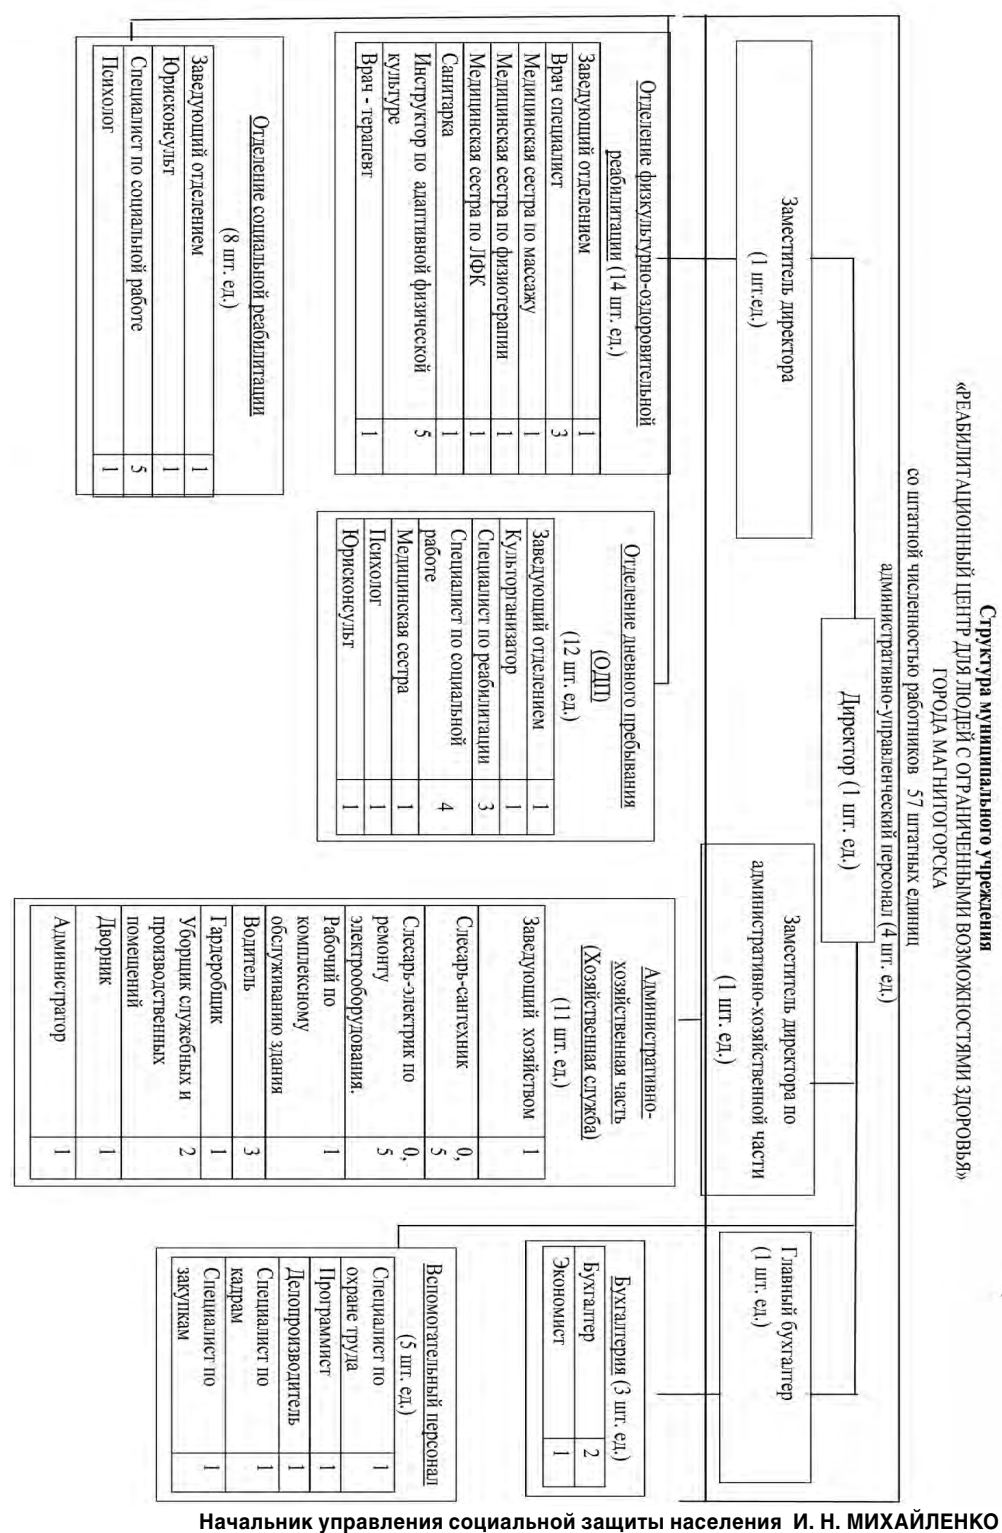 Структура муниципального учреждения
«РЕАБИЛИТАЦИОННЫЙ ЦЕНТР ДЛЯ ЛЮДЕЙ С ОГРАНИЧЕННЫМИ ВОЗМОЖНОСТЯМИ ЗДОРОВЬЯ»
ГОРОДА МАГНИТОГОРСКА
со штатной численностью работников 57 штатных единиц
административно-управленческий персонал (4 шт. ед.)
Директор (1 шт. ед.)
Заместитель директора
(1 шт.ед.)
Заместитель директора по
административно-хозяйственной части
(1 шт. ед.)
Главный бухгалтер
(1 шт. ед.)
Отделение физкультурно-оздоровительной
реабилитации (14 шт. ед.)
Заведующий отделением 1
Врач специалист 3
Медицинская сестра по массажу 1
Медицинская сестра по физиотерапии 1
Медицинская сестра по ЛФК 1
Санитарка 1
Инструктор по адаптивной физической 5
культуре
Врач - терапевт 1
Отделение социальной реабилитации
(8 шт. ед.)
Заведующий отделением 1
Юрисконсульт 1
Специалист по социальной работе 5
Психолог 1
Отделение дневного пребывания
(ОДП)
(12 шт. ед.)
Заведующий отделением 1
Культорганизатор 1
Специалист по реабилитации 3
Специалист по социальной 4
работе
Медицинская сестра 1
Психолог 1
Юрисконсульт 1
Административно-
хозяйственная часть
(Хозяйственная служба)
(11 шт. ед.)
Заведующий хозяйством 1
Слесарь-сантехник 0,
5
Слесарь-электрик по 0,
ремонту 5
электрооборудования.
Рабочий по 1
комплексному
обслуживанию здания
Водитель 3
Гардеробщик 1
Уборщик служебных и 2
производственных
помещений
Дворник 1
Администратор 1
Бухгалтерия (3 шт. ед.)
Бухгалтер 2
Экономист 1
Вспомогательный персонал
(5 шт. ед.)
Специалист по 1
охране труда
Программист 1
Делопроизводитель 1
Специалист по 1
кадрам
Специалист по 1
закупкам
Начальник управления социальной защиты населения И. Н. МИХАЙЛЕНКО